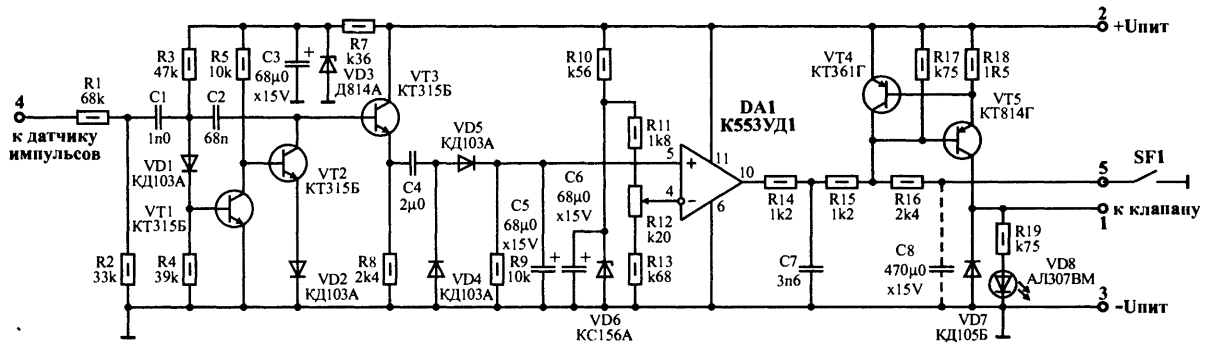 4
к датчику
импульсов
R1
68k
R2
33k
C1
1n0
R3
47k
VD1
КД103А
VT1
КТ315Б
R4
39k
R5
10k
C2
68n
VT2
КТ315Б
VD2
КД103А
C3
68µ0
x15V
+
VD3
Д814А
R7
k36
VT3
КТ315Б
R8
2k4
C4
2µ0
VD5
КД103А
VD4
КД103А
R9
10k
C5
68µ0
x15V
+
C6
68µ0
x15V
+
R10
k56
VD6
КС156А
R11
1k8
R12
k20
R13
k68
DA1
К553УД1
5
+
4
–
11
10
6
R14
1k2
C7
3n6
R15
1k2
VT4
КТ361Г
R17
k75
R18
1R5
VT5
КТ814Г
R16
2k4
C8
470µ0
x15V
VD7
КД105Б
R19
k75
VD8
АЛ307ВМ
2
+Uпит
5
SF1
к клапану
1
3
-Uпит